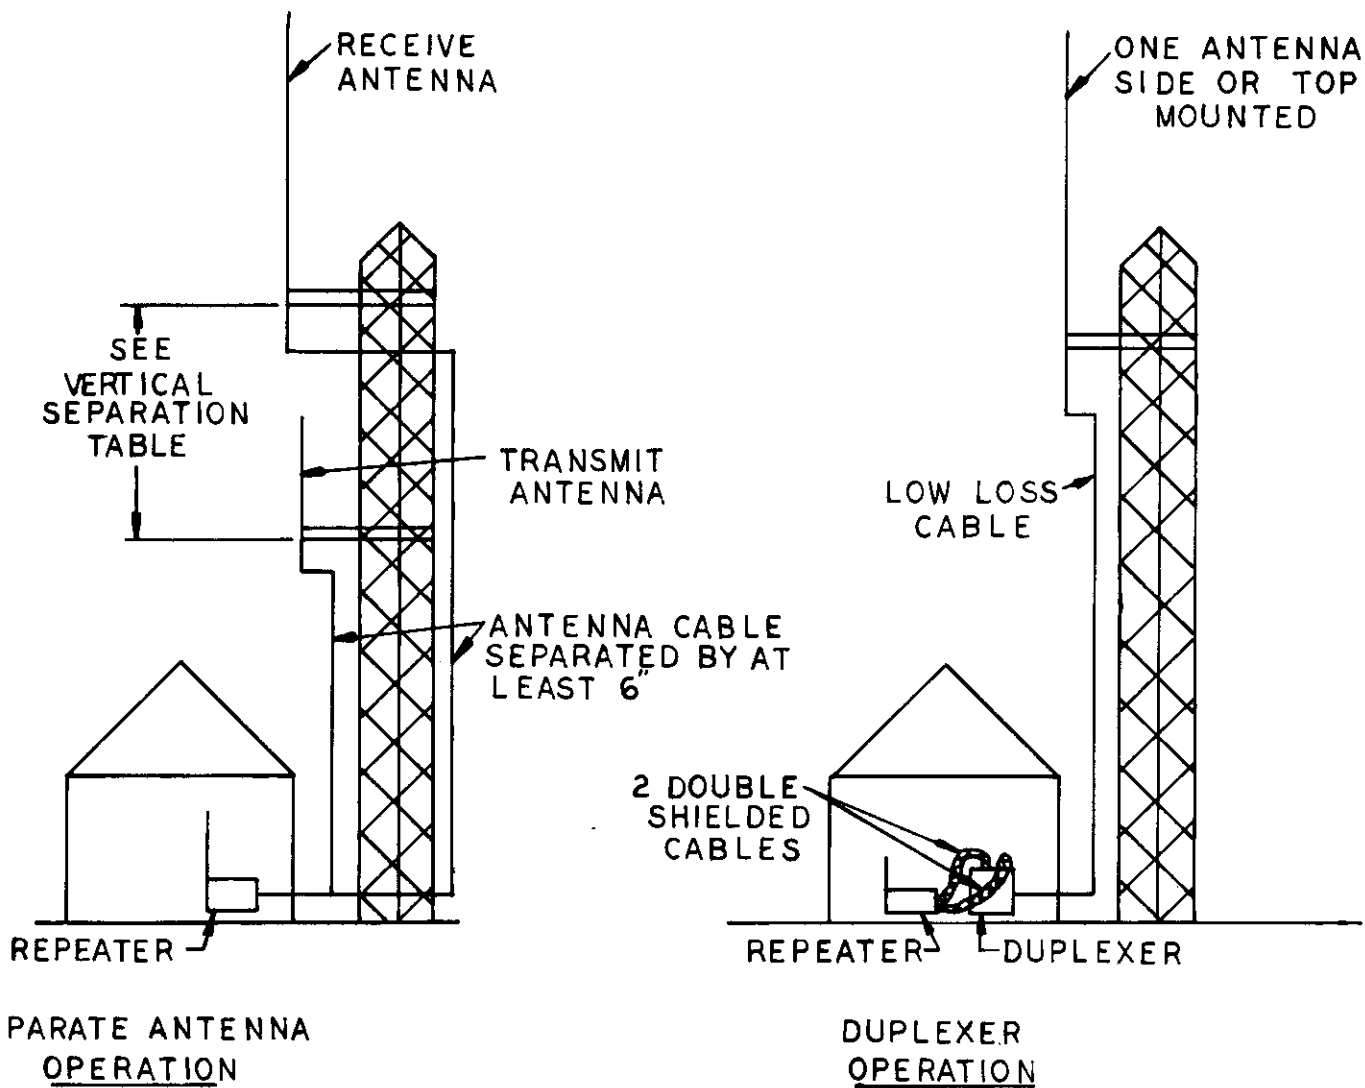 RECEIVE
ANTENNA
SEE
VERTICAL
SEPARATION
TABLE
TRANSMIT
ANTENNA
ANTENNA CABLE
SEPARATED BY AT
LEAST 6"
REPEATER
PARATE ANTENNA
OPERATION
ONE ANTENNA
SIDE OR TOP
MOUNTED
LOW LOSS
CABLE
2 DOUBLE
SHIELDED
CABLES
REPEATER
DUPLEXER
DUPLEXER
OPERATION